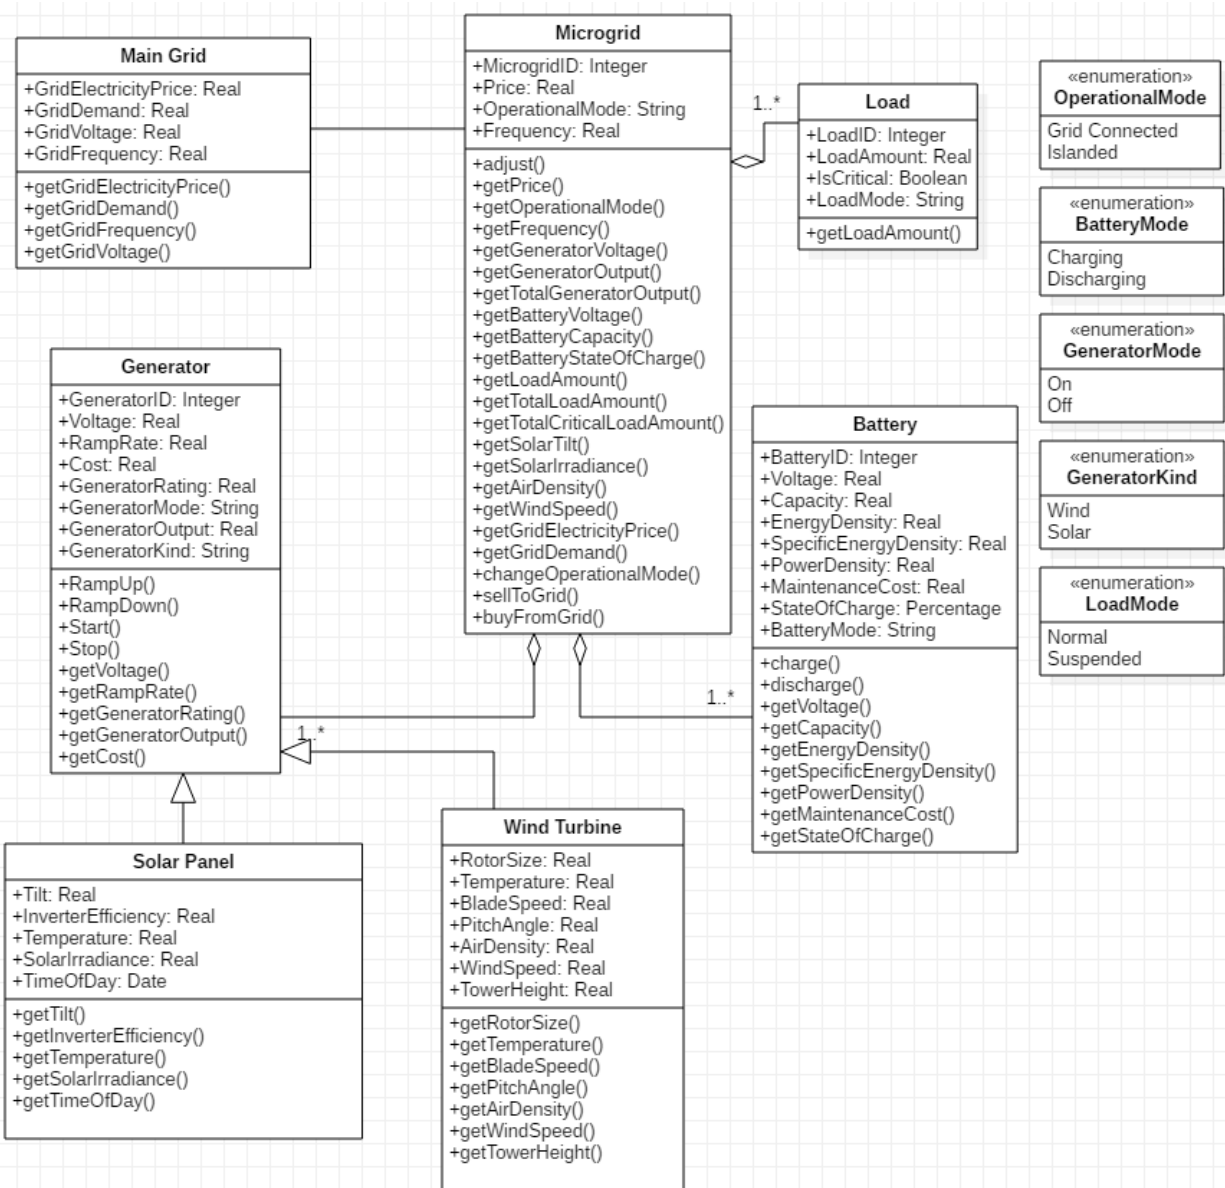 Main Grid
+GridElectricityPrice: Real
+GridDemand: Real
+GridVoltage: Real
+GridFrequency: Real
+getGridElectricityPrice()
+getGridDemand()
+getGridFrequency()
+getGridVoltage()
Microgrid
+MicrogridID: Integer
+Price: Real
+OperationalMode: String
+Frequency: Real
+adjust()
+getPrice()
+getOperationalMode()
+getFrequency()
+getGeneratorVoltage()
+getGeneratorOutput()
+getTotalGeneratorOutput()
+getBatteryVoltage()
+getBatteryCapacity()
+getBatteryStateOfCharge()
+getLoadAmount()
+getTotalLoadAmount()
+getTotalCriticalLoadAmount()
+getSolarTilt()
+getSolarIrradiance()
+getAirDensity()
+getWindSpeed()
+getGridElectricityPrice()
+getGridDemand()
+changeOperationalMode()
+sellToGrid()
+buyFromGrid()
1..*
Load
+LoadID: Integer
+LoadAmount: Real
+IsCritical: Boolean
+LoadMode: String
+getLoadAmount()
«enumeration»
OperationalMode
Grid Connected
Islanded
«enumeration»
BatteryMode
Charging
Discharging
«enumeration»
GeneratorMode
On
Off
«enumeration»
GeneratorKind
Wind
Solar
«enumeration»
LoadMode
Normal
Suspended
Generator
+GeneratorID: Integer
+Voltage: Real
+RampRate: Real
+Cost: Real
+GeneratorRating: Real
+GeneratorMode: String
+GeneratorOutput: Real
+GeneratorKind: String
+RampUp()
+RampDown()
+Start()
+Stop()
+getVoltage()
+getRampRate()
+getGeneratorRating()
+getGeneratorOutput()
+getCost()
1..*
1..*
Battery
+BatteryID: Integer
+Voltage: Real
+Capacity: Real
+EnergyDensity: Real
+SpecificEnergyDensity: Real
+PowerDensity: Real
+MaintenanceCost: Real
+StateOfCharge: Percentage
+BatteryMode: String
+charge()
+discharge()
+getVoltage()
+getCapacity()
+getEnergyDensity()
+getSpecificEnergyDensity()
+getPowerDensity()
+getMaintenanceCost()
+getStateOfCharge()
Solar Panel
+Tilt: Real
+InverterEfficiency: Real
+Temperature: Real
+SolarIrradiance: Real
+TimeOfDay: Date
+getTilt()
+getInverterEfficiency()
+getTemperature()
+getSolarIrradiance()
+getTimeOfDay()
Wind Turbine
+RotorSize: Real
+Temperature: Real
+BladeSpeed: Real
+PitchAngle: Real
+AirDensity: Real
+WindSpeed: Real
+TowerHeight: Real
+getRotorSize()
+getTemperature()
+getBladeSpeed()
+getPitchAngle()
+getAirDensity()
+getWindSpeed()
+getTowerHeight()